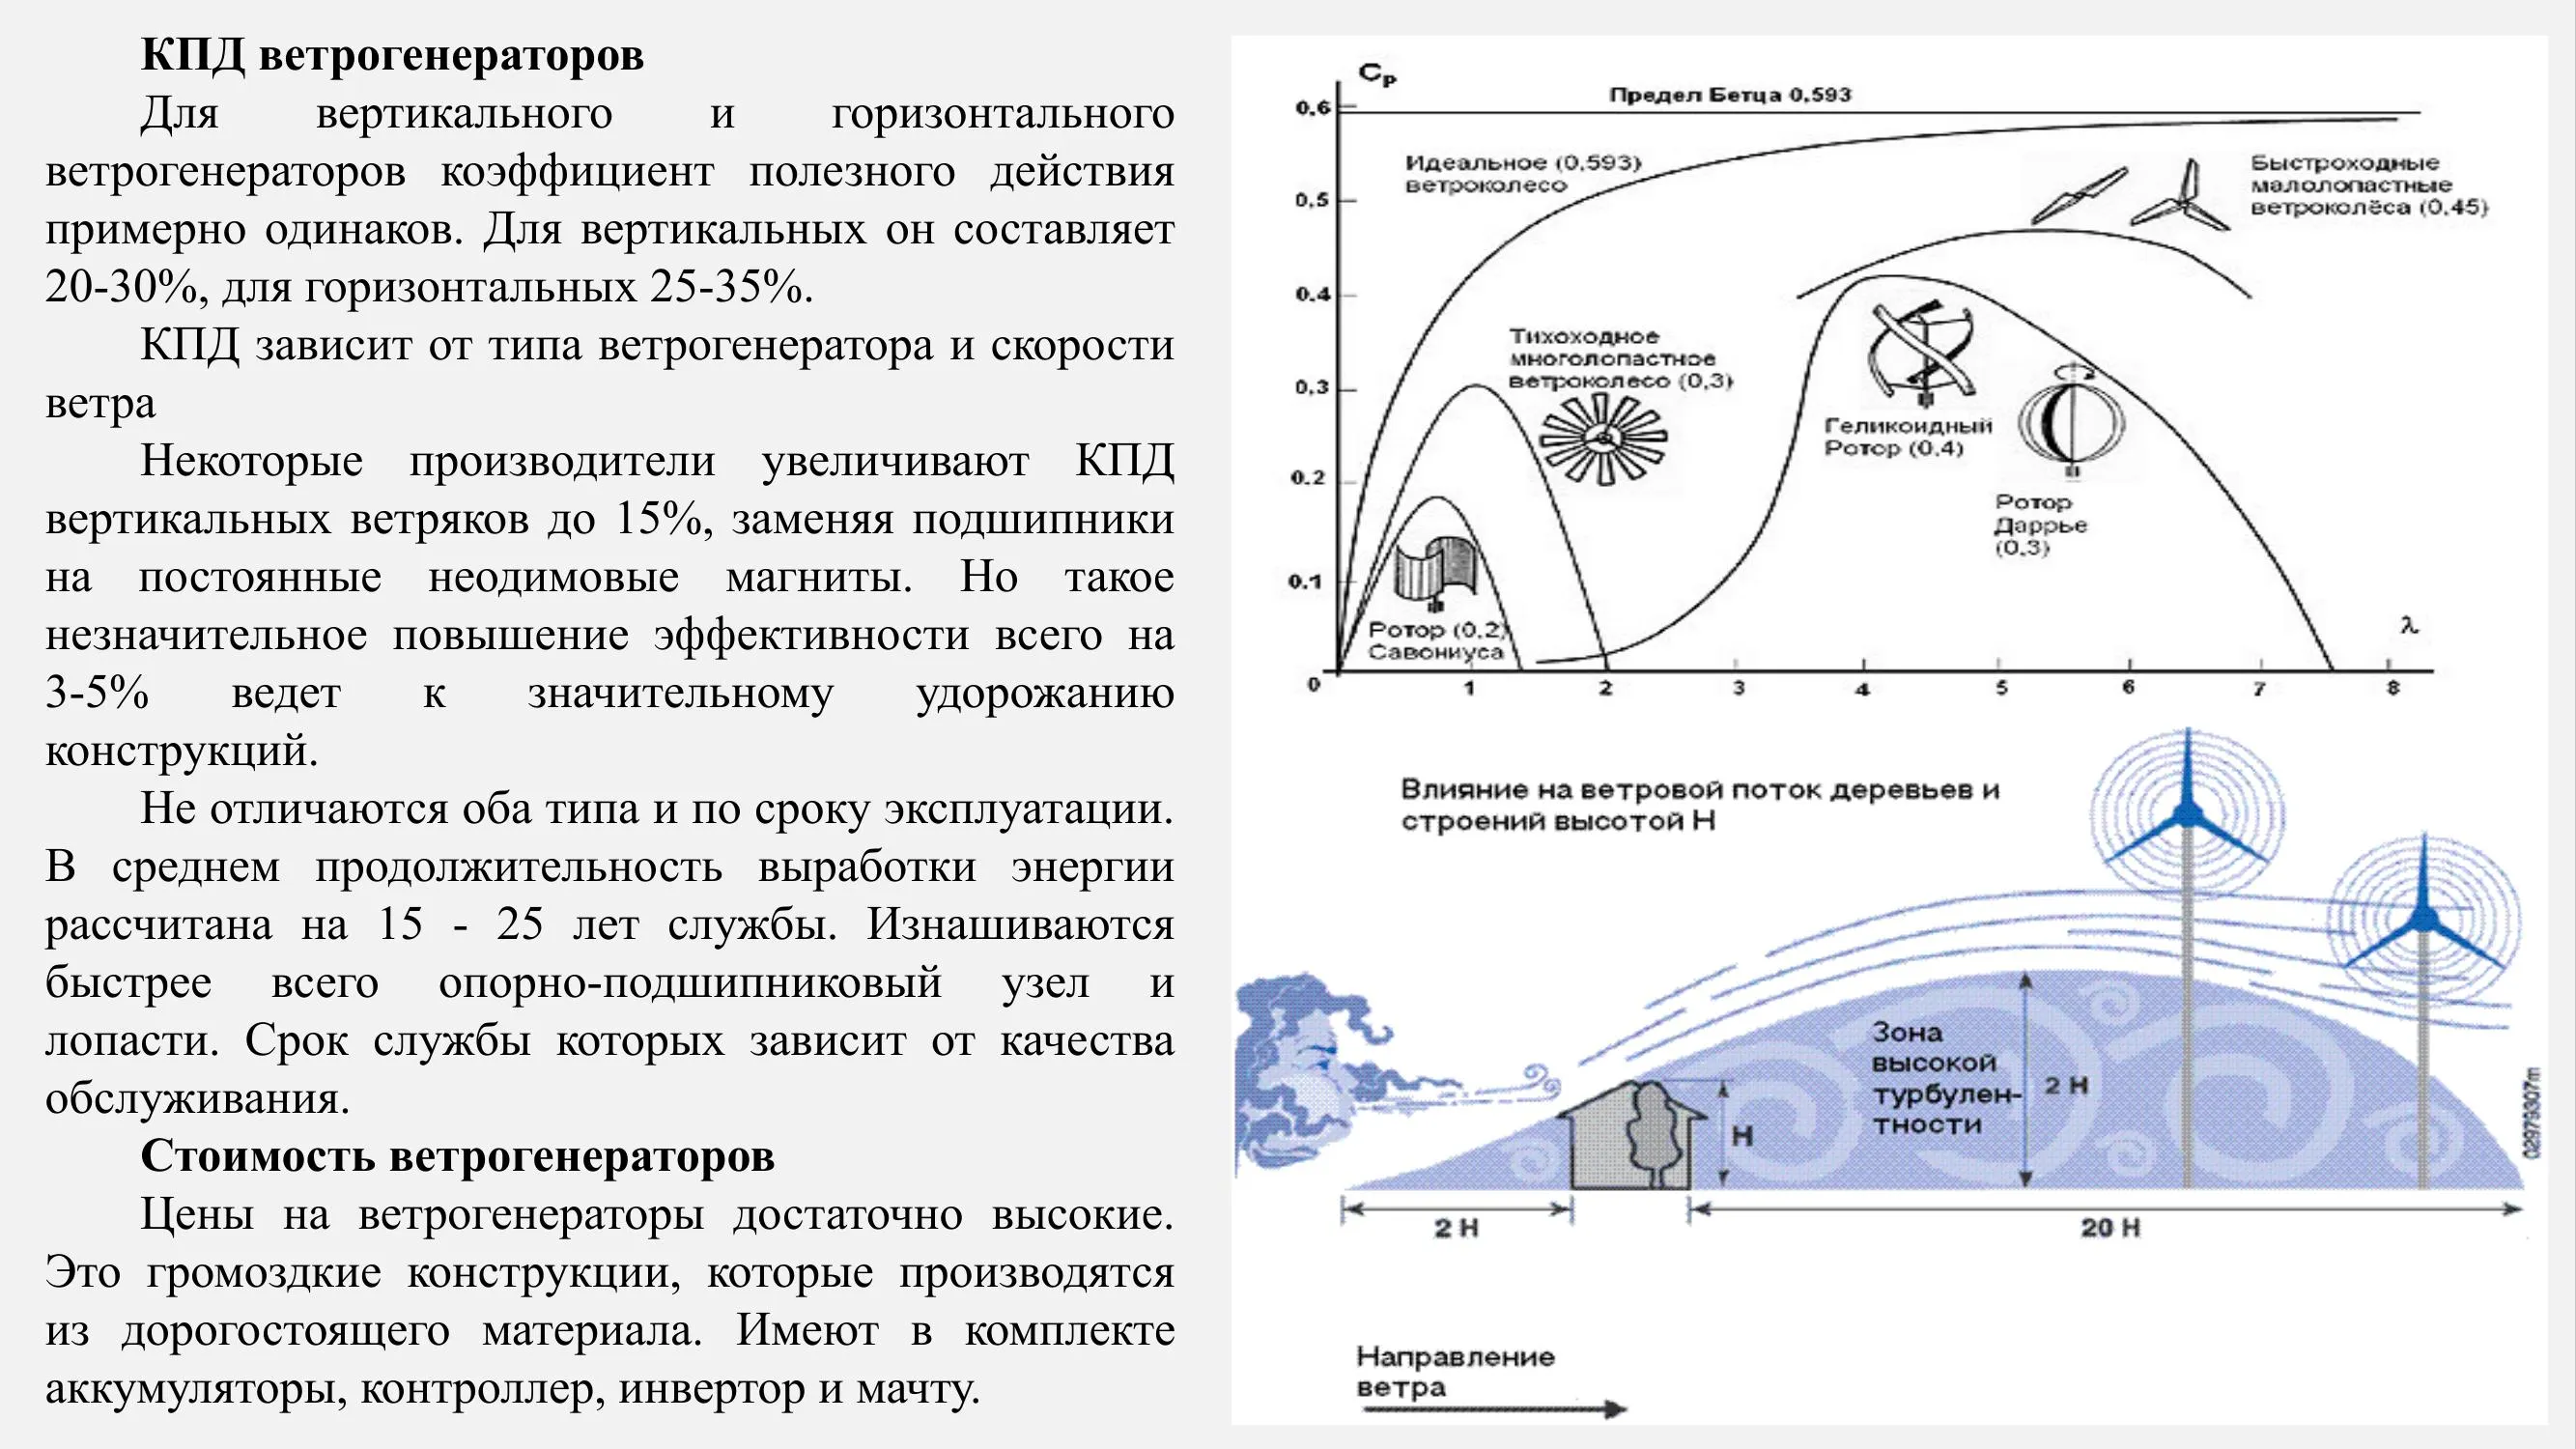 КПД ветрогенераторов
Для вертикального и горизонтального
ветрогенераторов коэффициент полезного действия
примерно одинаков. Для вертикальных он составляет
20-30%, для горизонтальных 25-35%.
КПД зависит от типа ветрогенератора и скорости
ветра
Некоторые производители увеличивают КПД
вертикальных ветряков до 15%, заменяя подшипники
на постоянные неодимовые магниты. Но такое
незначительное повышение эффективности всего на
3-5% ведет к значительному удорожанию
конструкций.
Не отличаются оба типа и по сроку эксплуатации.
В среднем продолжительность выработки энергии
рассчитана на 15 - 25 лет службы. Изнашиваются
быстрее всего опорно-подшипниковый узел и
лопасти. Срок службы которых зависит от качества
обслуживания.
Стоимость ветрогенераторов
Цены на ветрогенераторы достаточно высокие.
Это громоздкие конструкции, которые производятся
из дорогостоящего материала. Имеют в комплекте
аккумуляторы, контроллер, инвертор и мачту.
Cp
Предел Бетца 0,593
0,6
0,5
0,4
0,3
0.2
0.1
0
1
2
3
4
5
6
7
8
λ
Идеальное (0,593)
ветроколесо
Быстроходные
малолопастные
ветроколёса (0,45)
Тихоходное
многолопастное
ветроколесо (0,3)
Геликоидный
Ротор (0.4)
Ротор
Даррье
(0,3)
Ротор (0.2)
Савониуса
Влияние на ветровой поток деревьев и
строений высотой Н
Зона
высокой
турбулен-
тности
2 Н
Н
2 Н
20 Н
02979307m
Направление
ветра